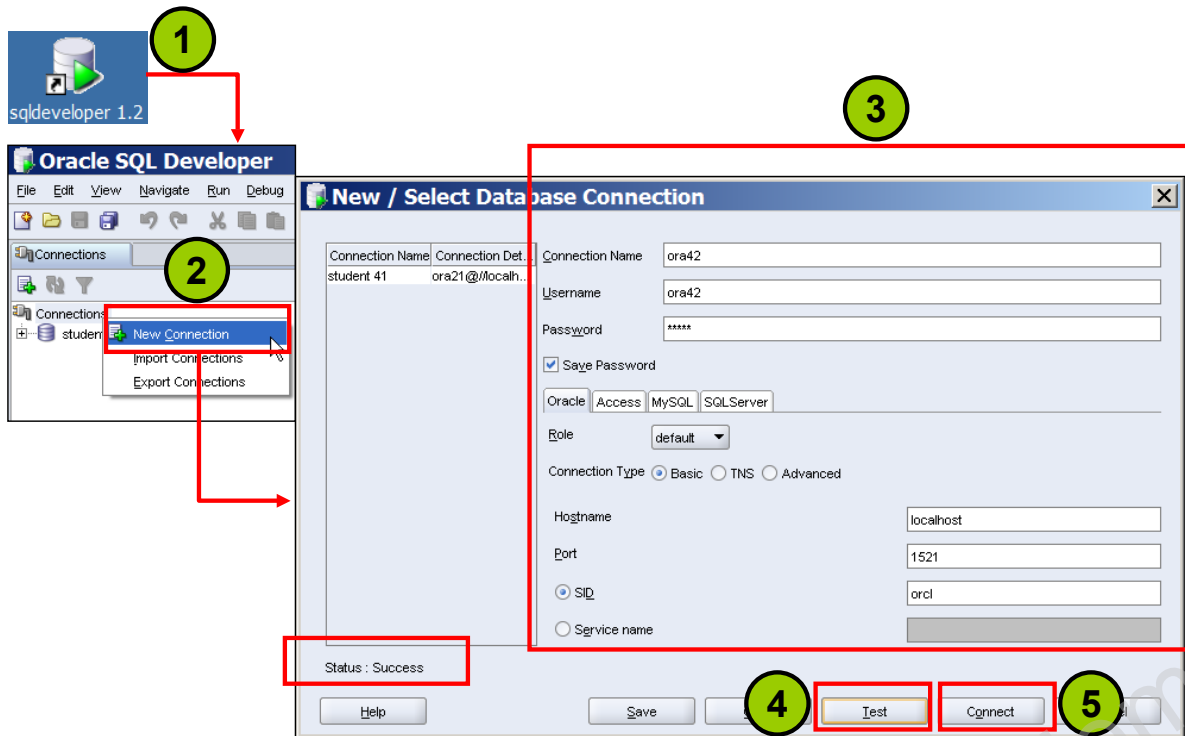 1
sqldeveloper 1.2
3
Oracle SQL Developer
File Edit View Navigate Run Debug
New / Select Database Connection
Connections
2
Connections
student
New Connection
Import Connections
Export Connections
Connection Name Connection Det...
student 41 ora21@//localh...
Connection Name ora42
Username ora42
Password *****
Save Password
Oracle Access MySQL SQLServer
Role default
Connection Type Basic TNS Advanced
Hostname localhost
Port 1521
SID orcl
Service name
Status : Success
Help Save 4 Test Connect 5